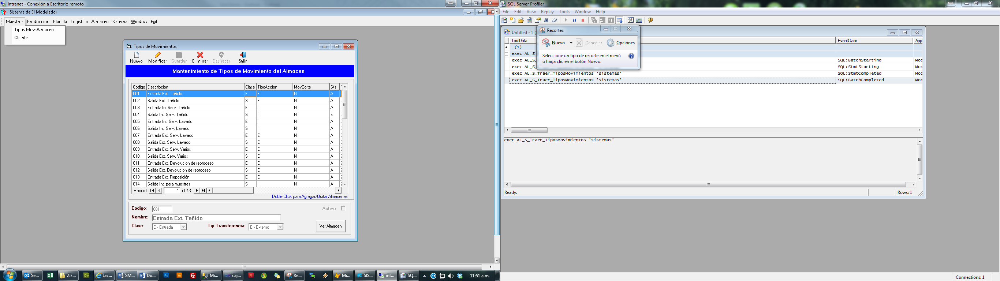 intranet - Conexión a Escritorio remoto
Sistema de El Modelador
Maestros Produccion Planilla Logistica Almacen Sistema Window Exit
Tipos Mov-Almacen
Cliente
Tipos de Movimientos
Nuevo Modificar Guardar Eliminar Deshacer Salir
Mantenimiento de Tipos de Movimiento del Almacen
Codigo Descripcion Clase TipoAccion MovCorte Sts
001 Entrada Ext. Teñido E E N A
002 Salida Ext. Teñido S E N A
003 Entrada Int.Serv. Teñido E I N A
004 Salida Int. Serv. Teñido S I N E
005 Entrada Int. Serv. Lavado E I N A
006 Salida Int. Serv. Lavado S I N A
007 Entrada Ext. Serv. Lavado E E N A
008 Salida Ext. Serv. Lavado S E N A
009 Entrada Ext. Serv. Varios E E N A
010 Salida Ext. Serv. Varios S E N A
011 Entrada Ext. Devolucion de reproceso E E N A
012 Salida Ext. Devolucion de reproceso S E N A
013 Entrada Ext. Reposición E E N A
014 Salida Int. para muestras S I N A
Record: 1 of 43
Doble-Click para Agregar/Quitar Almacenes
Codigo: 001 Activo
Nombre: Entrada Ext. Teñido
Clase: E - Entrada Tip.Transferencia: E - Externo Ver Almacen
Se... Z:\... Dw Jac... SM... Do... Ps Ai Fz Mi... caj... Fl Re... Mi... SIS... int... SQ... 11:51 a.m.
SQL Server Profiler
File Edit View Replay Tools Window Help
Untitled - 1 (
TextData EventClass Appl
(1)
exec AL_S_
exec AL_S_ SQL:BatchStarting Moc
exec AL_S_ SQL:StmtStarting Moc
exec AL_S_Traer_TiposMovimientos 'sistemas' SQL:StmtCompleted Moc
exec AL_S_Traer_TiposMovimientos 'sistemas' SQL:BatchCompleted Moc
Recortes
Nuevo Cancelar Opciones
Seleccione un tipo de recorte en el menú
o haga clic en el botón Nuevo.
exec AL_S_Traer_TiposMovimientos 'sistemas'
Ready. Rows: 1
Connections: 1